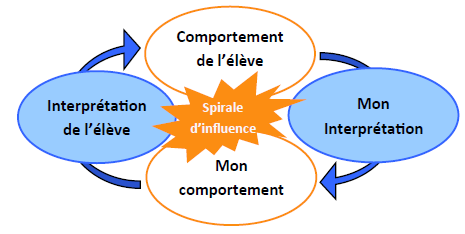 Comportement
de l'élève
Interprétation
de l'élève
Spirale
d'influence
Mon
Interprétation
Mon
comportement